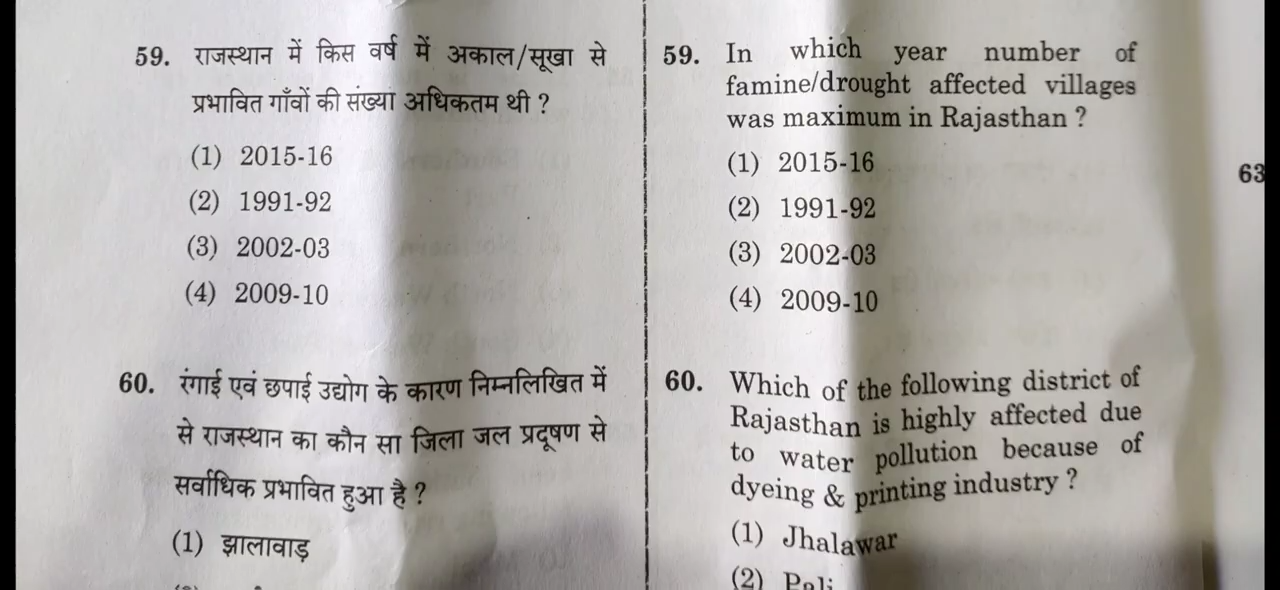 59. राजस्थान में किस वर्ष में अकाल/सूखा से
प्रभावित गाँवों की संख्या अधिकतम थी ?
(1) 2015-16
(2) 1991-92
(3) 2002-03
(4) 2009-10
60. रंगाई एवं छपाई उद्योग के कारण निम्नलिखित में
से राजस्थान का कौन सा जिला जल प्रदूषण से
सर्वाधिक प्रभावित हुआ है ?
(1) झालावाड़
59. In which year number of
famine/drought affected villages
was maximum in Rajasthan ?
(1) 2015-16
(2) 1991-92
(3) 2002-03
(4) 2009-10
60. Which of the following district of
Rajasthan is highly affected due
to water pollution because of
dyeing & printing industry ?
(1) Jhalawar
(2) Pali
63